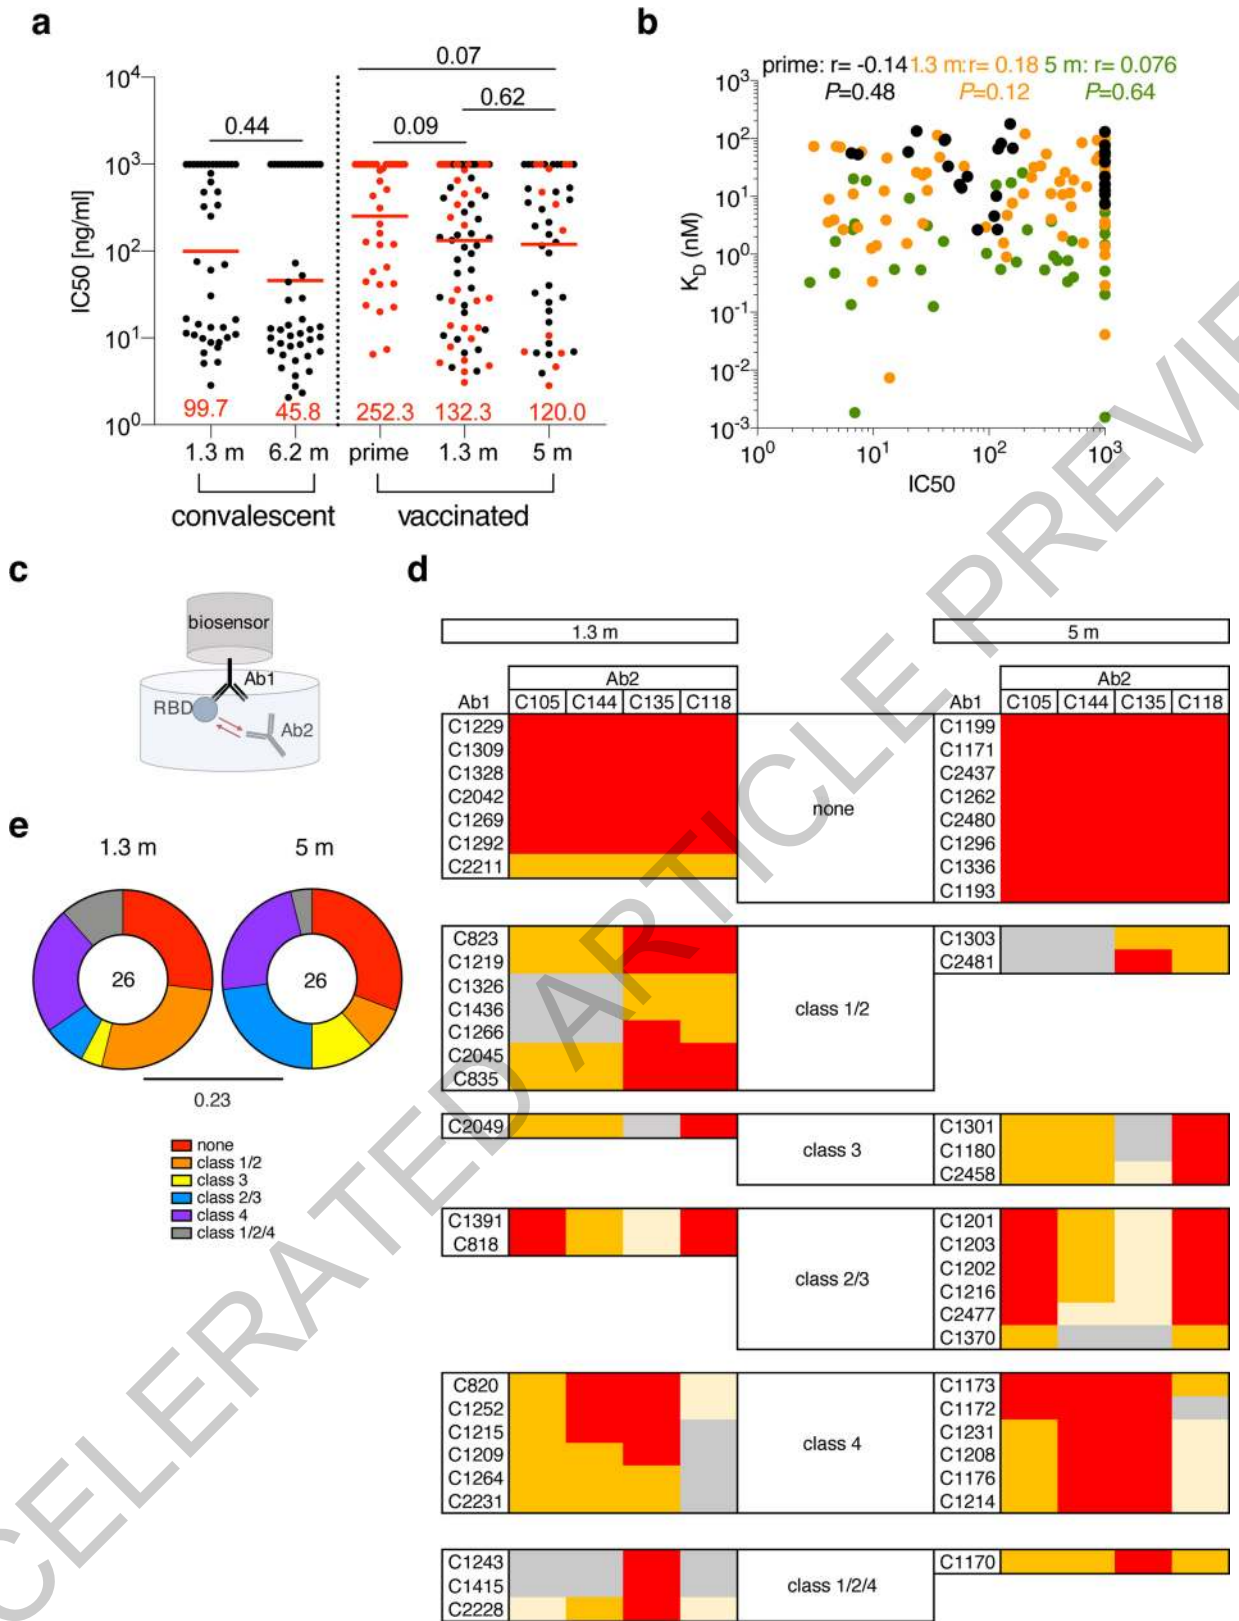 a
0.07
0.62
0.44
0.09
IC50 [ng/ml]
10^4
10^3
10^2
10^1
10^0
99.7
45.8
252.3
132.3
120.0
1.3 m
6.2 m
prime
1.3 m
5 m
convalescent
vaccinated
b
prime: r= -0.14
P=0.48
1.3 m:r= 0.18
P=0.12
5 m: r= 0.076
P=0.64
K_D (nM)
10^3
10^2
10^1
10^0
10^-1
10^-2
10^-3
10^0
10^1
10^2
10^3
IC50
c
biosensor
Ab1
RBD
Ab2
d
1.3 m
Ab2
Ab1
C105
C144
C135
C118
C1229
C1309
C1328
C2042
C1269
C1292
C2211
C823
C1219
C1326
C1436
C1266
C2045
C835
C2049
C1391
C818
C820
C1252
C1215
C1209
C1264
C2231
C1243
C1415
C2228
none
class 1/2
class 3
class 2/3
class 4
class 1/2/4
5 m
Ab2
Ab1
C105
C144
C135
C118
C1199
C1171
C2437
C1262
C2480
C1296
C1336
C1193
C1303
C2481
C1301
C1180
C2458
C1201
C1203
C1202
C1216
C2477
C1370
C1173
C1172
C1231
C1208
C1176
C1214
C1170
e
1.3 m
5 m
26
26
0.23
none
class 1/2
class 3
class 2/3
class 4
class 1/2/4
CELERATED ARTICLE PREVIE